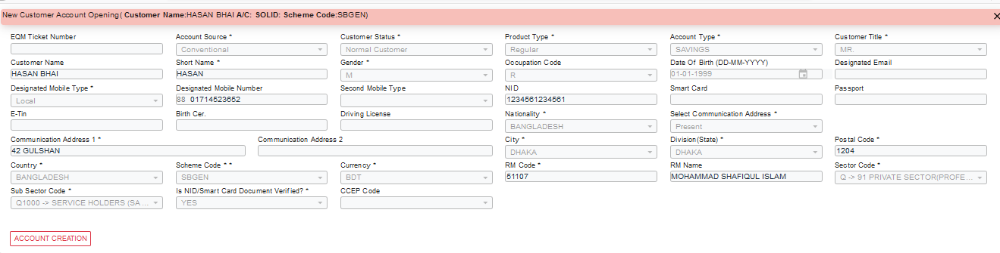 New Customer Account Opening( Customer Name:HASAN BHAI A/C: SOLID: Scheme Code:SBGEN)
EQM Ticket Number Account Source * Customer Status * Product Type * Account Type * Customer Title *
Conventional Normal Customer Regular SAVINGS MR.
Customer Name Short Name * Gender * Occupation Code Date Of Birth (DD-MM-YYYY) Designated Email
HASAN BHAI HASAN M R 01-01-1999
Designated Mobile Type * Designated Mobile Number Second Mobile Type NID Smart Card Passport
Local 88 01714523652 1234561234561
E-Tin Birth Cer. Driving License Nationality * Select Communication Address *
BANGLADESH Present
Communication Address 1 * Communication Address 2 City * Division(State) * Postal Code *
42 GULSHAN DHAKA DHAKA 1204
Country * Scheme Code * * Currency * RM Code * RM Name Sector Code *
BANGLADESH SBGEN BDT 51107 MOHAMMAD SHAFIQUL ISLAM Q -> 91 PRIVATE SECTOR(PROFE...
Sub Sector Code * Is NID/Smart Card Document Verified? * CCEP Code
Q1000 -> SERVICE HOLDERS (SA ... YES
ACCOUNT CREATION